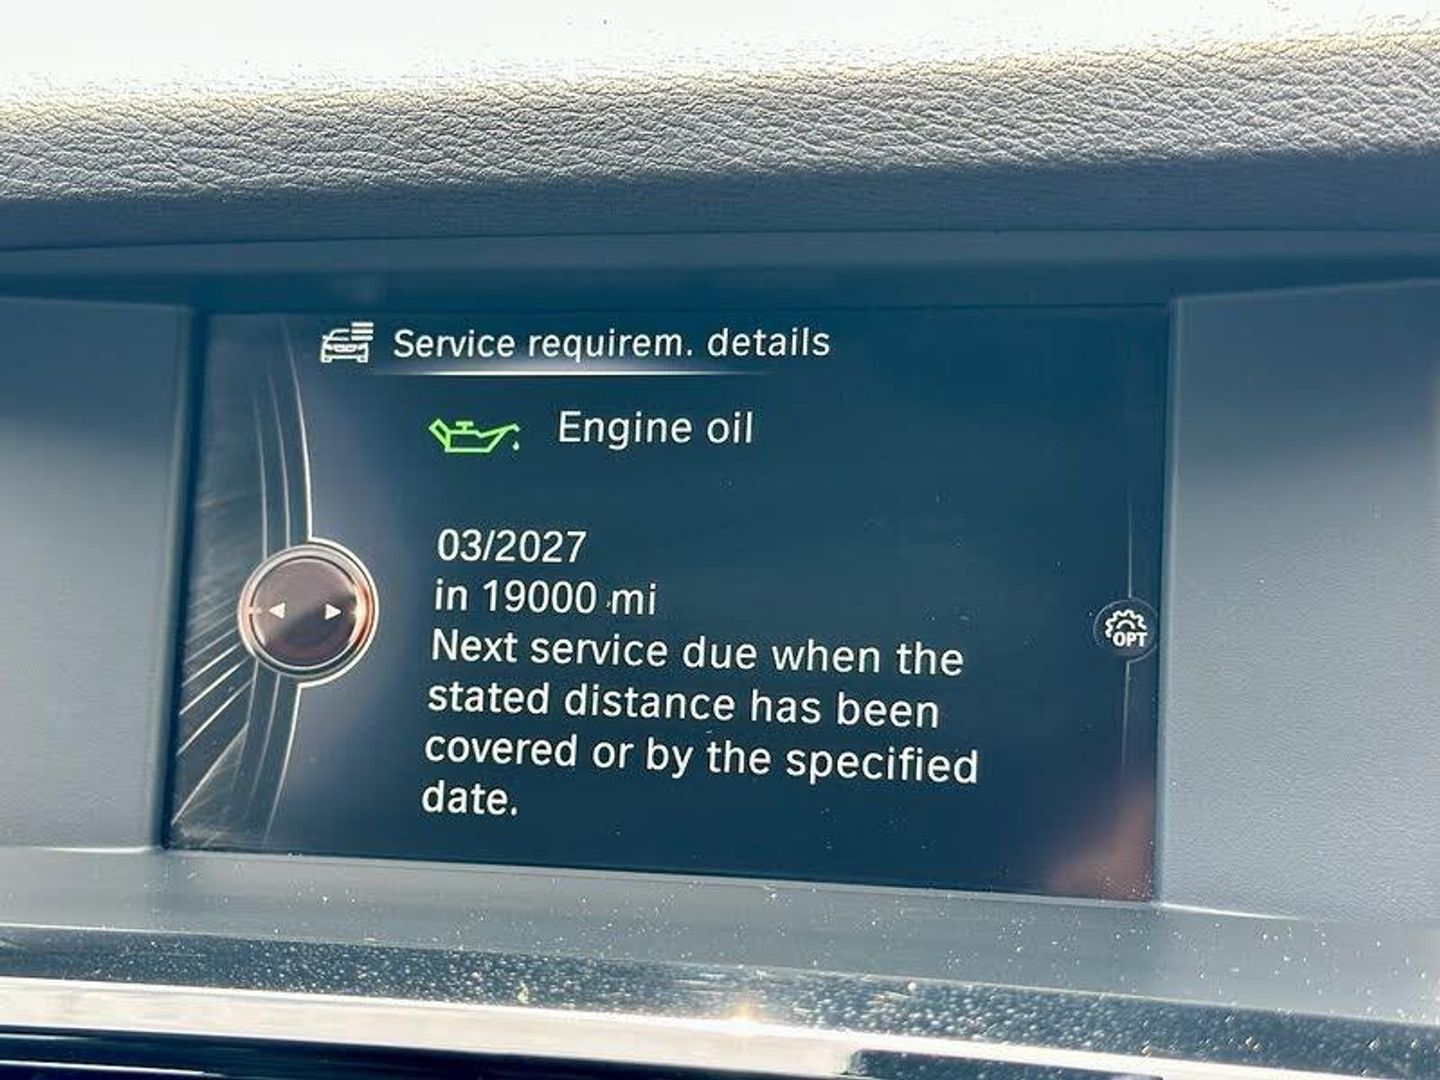 Service requirem. details
Engine oil
03/2027
in 19000 mi
Next service due when the
stated distance has been
covered or by the specified
date.
OPT